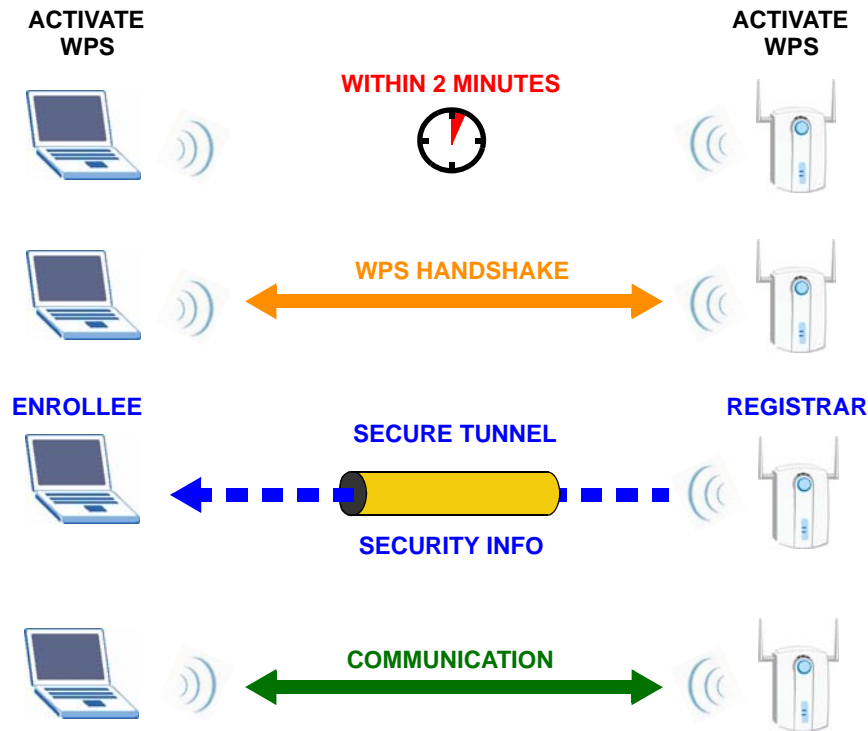 ACTIVATE
WPS
ACTIVATE
WPS
WITHIN 2 MINUTES
WPS HANDSHAKE
ENROLLEE
REGISTRAR
SECURE TUNNEL
SECURITY INFO
COMMUNICATION